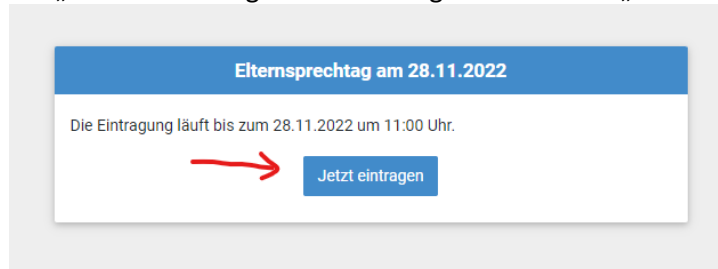 Elternsprechtag am 28.11.2022
Die Eintragung läuft bis zum 28.11.2022 um 11:00 Uhr.
Jetzt eintragen